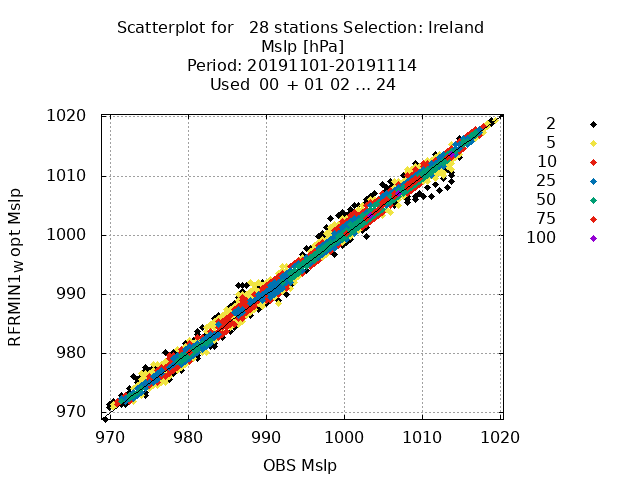 Scatterplot for 28 stations Selection: Ireland
Mslp [hPa]
Period: 20191101-20191114
Used 00 + 01 02 ... 24
1020
1010
1000
990
980
970
970 980 990 1000 1010 1020
RFRMIN1w opt Mslp
OBS Mslp
2
5
10
25
50
75
100